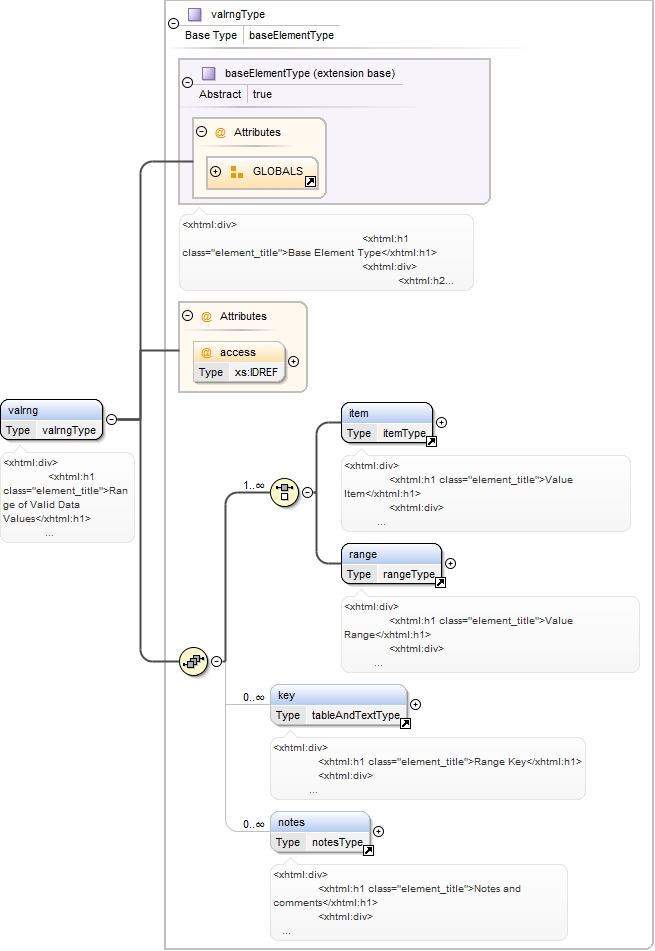 valrngType
Base Type baseElementType
baseElementType (extension base)
Abstract true
@ Attributes
GLOBALS
<xhtml:div>
<xhtml:h1
class="element_title">Base Element Type</xhtml:h1>
<xhtml:div>
<xhtml:h2...
@ Attributes
@ access
Type xs:IDREF
valrng
Type valrngType
<xhtml:div>
<xhtml:h1
class="element_title">Ran
ge of Valid Data
Values</xhtml:h1>
...
1..∞
item
Type itemType
<xhtml:div>
<xhtml:h1 class="element_title">Value
Item</xhtml:h1>
<xhtml:div>
...
range
Type rangeType
<xhtml:div>
<xhtml:h1 class="element_title">Value
Range</xhtml:h1>
<xhtml:div>
...
0..∞
key
Type tableAndTextType
<xhtml:div>
<xhtml:h1 class="element_title">Range Key</xhtml:h1>
<xhtml:div>
...
0..∞
notes
Type notesType
<xhtml:div>
<xhtml:h1 class="element_title">Notes and
comments</xhtml:h1>
<xhtml:div>
...